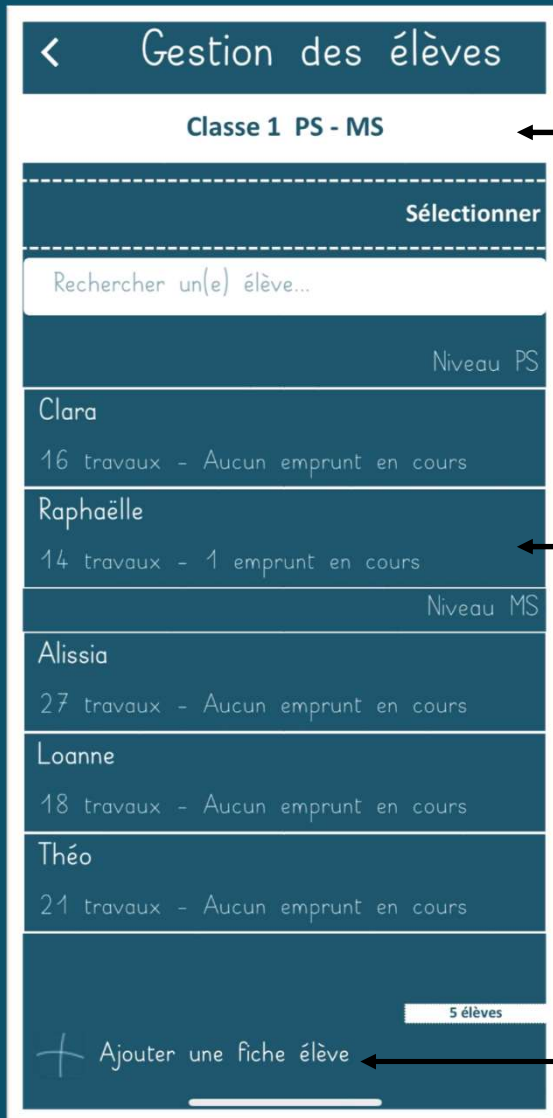 Gestion des élèves
Classe 1 PS - MS
Sélectionner
Rechercher un(e) élève...
Niveau PS
Clara
16 travaux - Aucun emprunt en cours
Raphaëlle
14 travaux - 1 emprunt en cours
Niveau MS
Alissia
27 travaux - Aucun emprunt en cours
Loanne
18 travaux - Aucun emprunt en cours
Théo
21 travaux - Aucun emprunt en cours
5 élèves
Ajouter une fiche élève